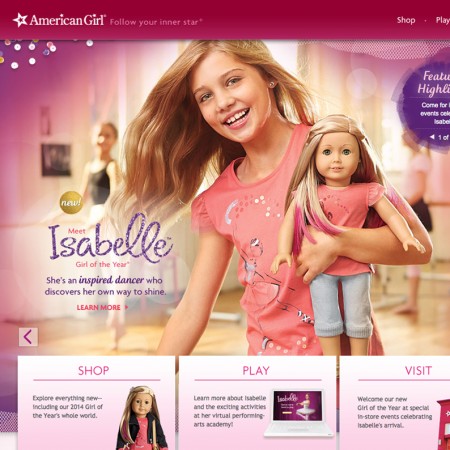 American Girl® Follow your inner star®
Shop · Play
Featu
Highli
Come for
events cele
Isabel
1 of
new!
Meet
Isabelle
Girl of the Year™
She's an inspired dancer who
discovers her own way to shine.
LEARN MORE
SHOP
Explore everything new—
including our 2014 Girl of
the Year's whole world.
PLAY
Learn more about Isabelle
and the exciting activities
at her virtual performing-
arts academy!
Isabelle
VISIT
Welcome our new
Girl of the Year at special
in-store events celebrating
Isabelle's arrival.